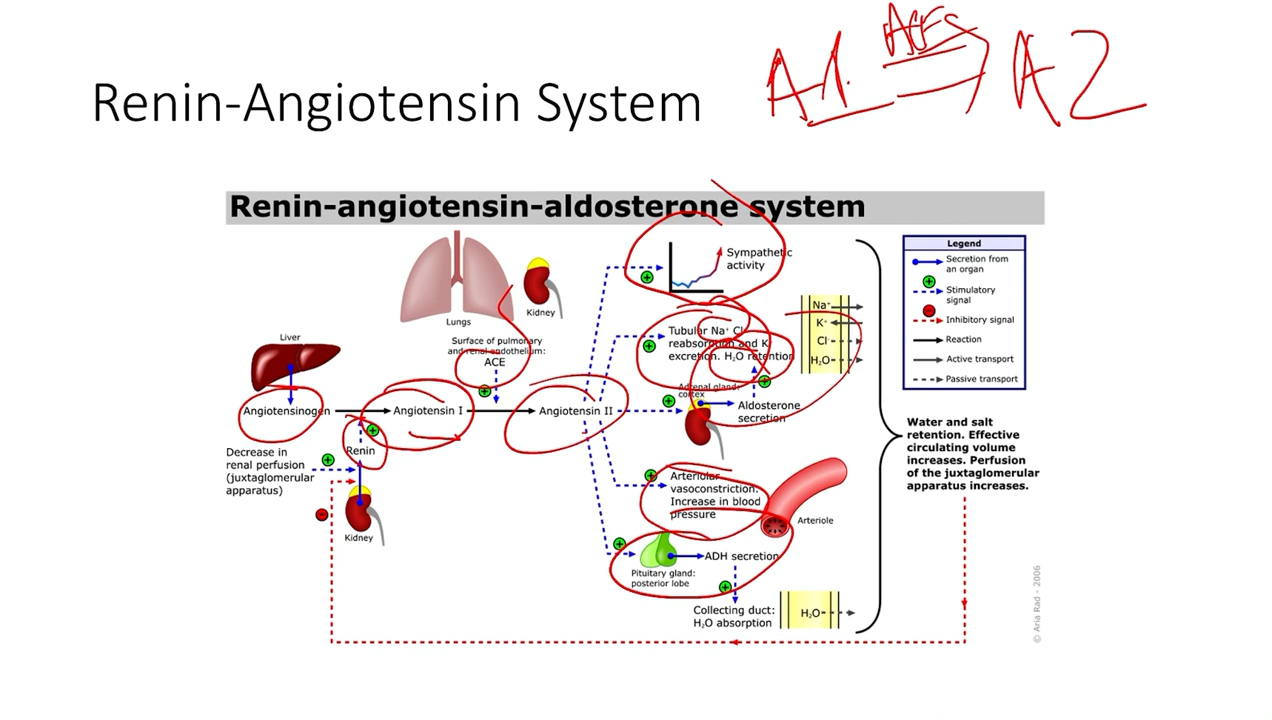 Renin-Angiotensin System
A1. ACE A2
Renin-angiotensin-aldosterone system
Liver
Lungs
Kidney
Surface of pulmonary
and renal endothelium:
ACE
Angiotensinogen
Angiotensin I
Angiotensin II
Decrease in
renal perfusion
(juxtaglomerular
apparatus)
Renin
Kidney
Sympathetic
activity
Tubular Na⁺ Cl⁻
reabsorption and K⁺
excretion. H₂O retention
Adrenal gland:
cortex
Aldosterone
secretion
Arteriolar
vasoconstriction.
Increase in blood
pressure
Arteriole
Pituitary gland:
posterior lobe
ADH secretion
Collecting duct:
H₂O absorption
Na⁺
K⁺
Cl⁻
H₂O
H₂O
Legend
Secretion from
an organ
Stimulatory
signal
Inhibitory signal
Reaction
Active transport
Passive transport
Water and salt
retention. Effective
circulating volume
increases. Perfusion
of the juxtaglomerular
apparatus increases.
© Aria Rad - 2006